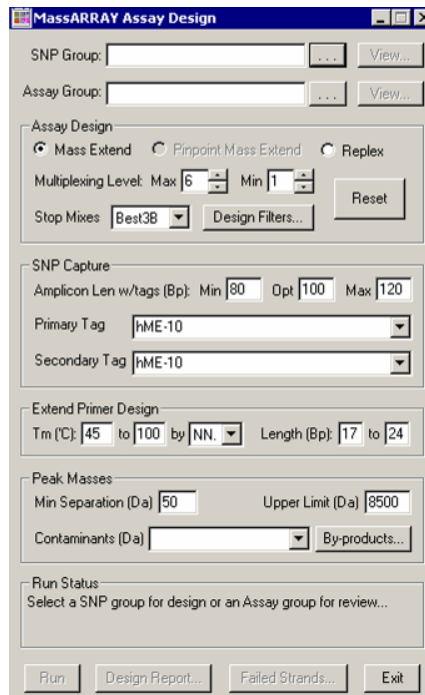 MassARRAY Assay Design
SNP Group: ... View...
Assay Group: ... View...
Assay Design
Mass Extend Pinpoint Mass Extend Replex
Multiplexing Level: Max 6 Min 1
Reset
Stop Mixes Best3B Design Filters...
SNP Capture
Amplicon Len w/tags (Bp): Min 80 Opt 100 Max 120
Primary Tag hME-10
Secondary Tag hME-10
Extend Primer Design
Tm (°C): 45 to 100 by NN. Length (Bp): 17 to 24
Peak Masses
Min Separation (Da) 50 Upper Limit (Da) 8500
Contaminants (Da) By-products...
Run Status
Select a SNP group for design or an Assay group for review...
Run Design Report... Failed Strands... Exit